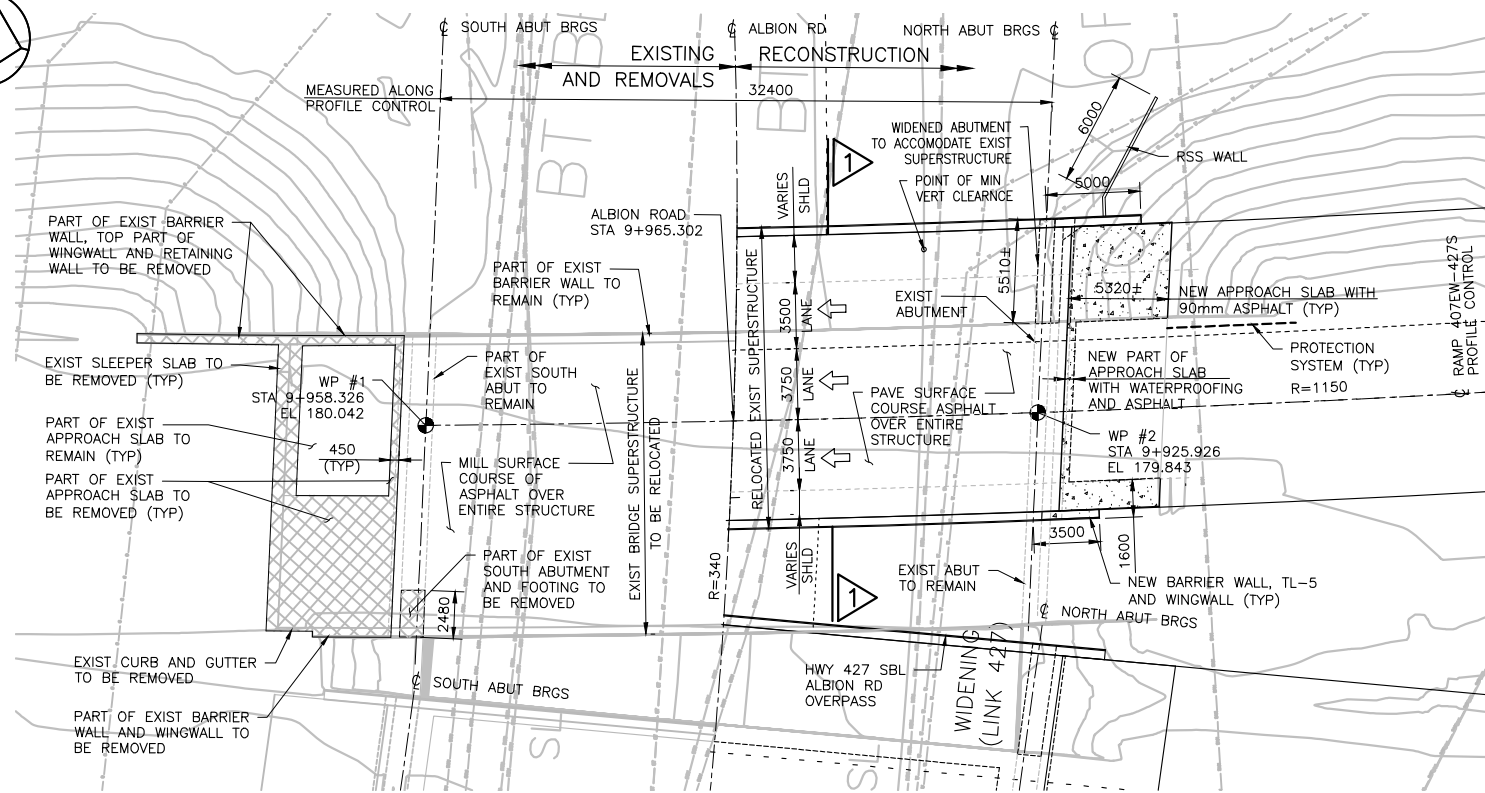 ℄ SOUTH ABUT BRGS
℄ ALBION RD
NORTH ABUT BRGS ℄
EXISTING
AND REMOVALS
RECONSTRUCTION
MEASURED ALONG
PROFILE CONTROL
32400
BT
BT
BT
WIDENED ABUTMENT
TO ACCOMODATE EXIST
SUPERSTRUCTURE
POINT OF MIN
VERT CLEARNCE
6000
RSS WALL
5000
1
VARIES
SHLD
ALBION ROAD
STA 9+965.302
PART OF EXIST BARRIER
WALL, TOP PART OF
WINGWALL AND RETAINING
WALL TO BE REMOVED
PART OF EXIST
BARRIER WALL TO
REMAIN (TYP)
RELOCATED EXIST SUPERSTRUCTURE
3500
LANE
EXIST
ABUTMENT
5510±
5320±
NEW APPROACH SLAB WITH
90mm ASPHALT (TYP)
℄ RAMP 407EW-427S
PROFILE CONTROL
EXIST SLEEPER SLAB TO
BE REMOVED (TYP)
WP #1
STA 9+958.326
EL 180.042
PART OF
EXIST SOUTH
ABUT TO
REMAIN
3750
LANE
PAVE SURFACE
COURSE ASPHALT
OVER ENTIRE
STRUCTURE
NEW PART OF
APPROACH SLAB
WITH WATERPROOFING
AND ASPHALT
PROTECTION
SYSTEM (TYP)
R=1150
PART OF EXIST
APPROACH SLAB TO
REMAIN (TYP)
450
(TYP)
PART OF EXIST
APPROACH SLAB TO
BE REMOVED (TYP)
MILL SURFACE
COURSE OF
ASPHALT OVER
ENTIRE STRUCTURE
EXIST BRIDGE SUPERSTRUCTURE
TO BE RELOCATED
3750
LANE
WP #2
STA 9+925.926
EL 179.843
3500
1600
PART OF EXIST
SOUTH ABUTMENT
AND FOOTING TO
BE REMOVED
2480
R=340
VARIES
SHLD
1
EXIST ABUT
TO REMAIN
NEW BARRIER WALL, TL-5
AND WINGWALL (TYP)
℄ NORTH ABUT BRGS
EXIST CURB AND GUTTER
TO BE REMOVED
℄ SOUTH ABUT BRGS
HWY 427 SBL
ALBION RD
OVERPASS
WIDENING
(LINK 427)
PART OF EXIST BARRIER
WALL AND WINGWALL TO
BE REMOVED
SL